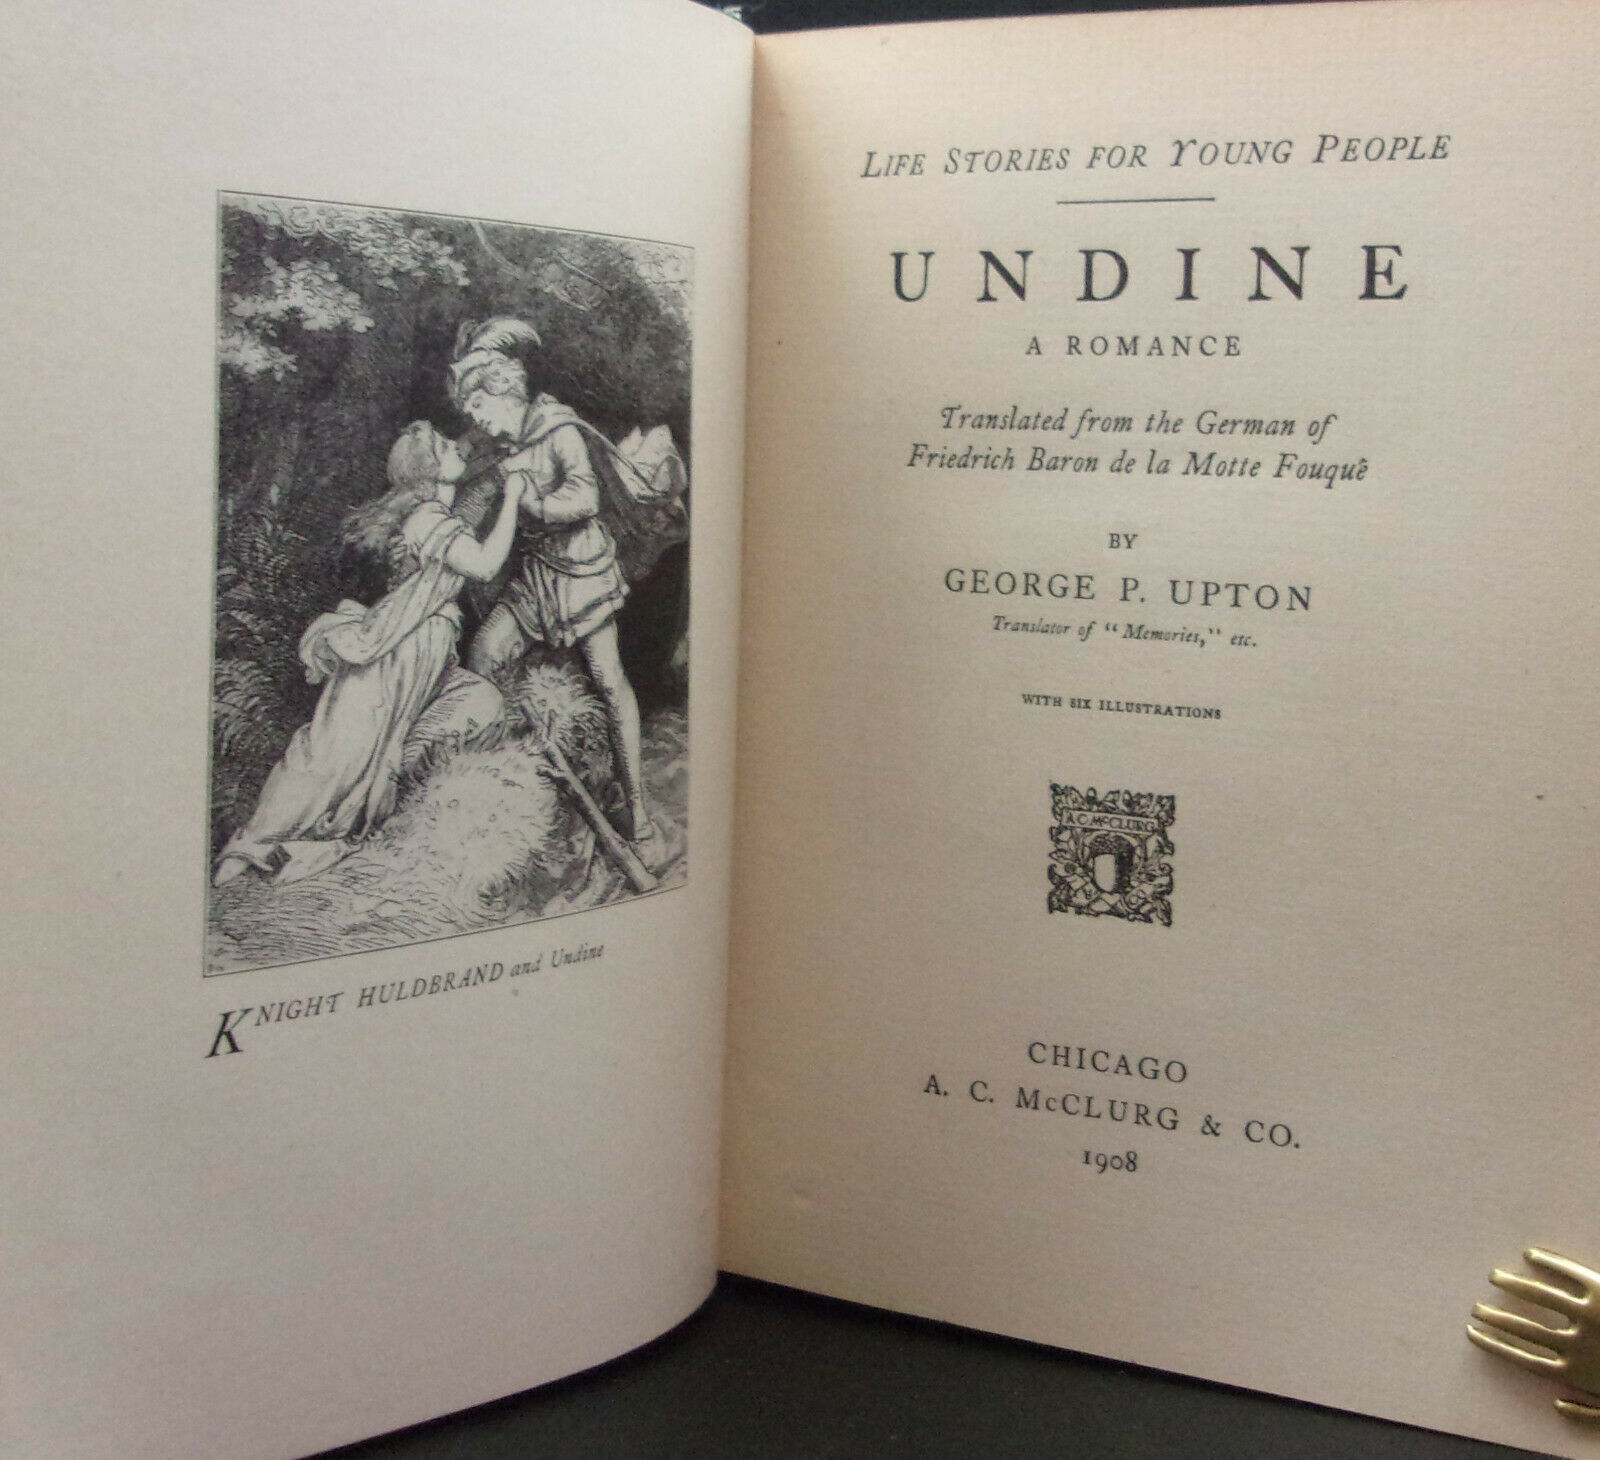 KNIGHT HULDBRAND and Undine
LIFE STORIES FOR YOUNG PEOPLE
UNDINE
A ROMANCE
Translated from the German of
Friedrich Baron de la Motte Fouquê
BY
GEORGE P. UPTON
Translator of "Memories," etc.
WITH SIX ILLUSTRATIONS
A.C. McCLURG
CHICAGO
A. C. McCLURG & CO.
1908